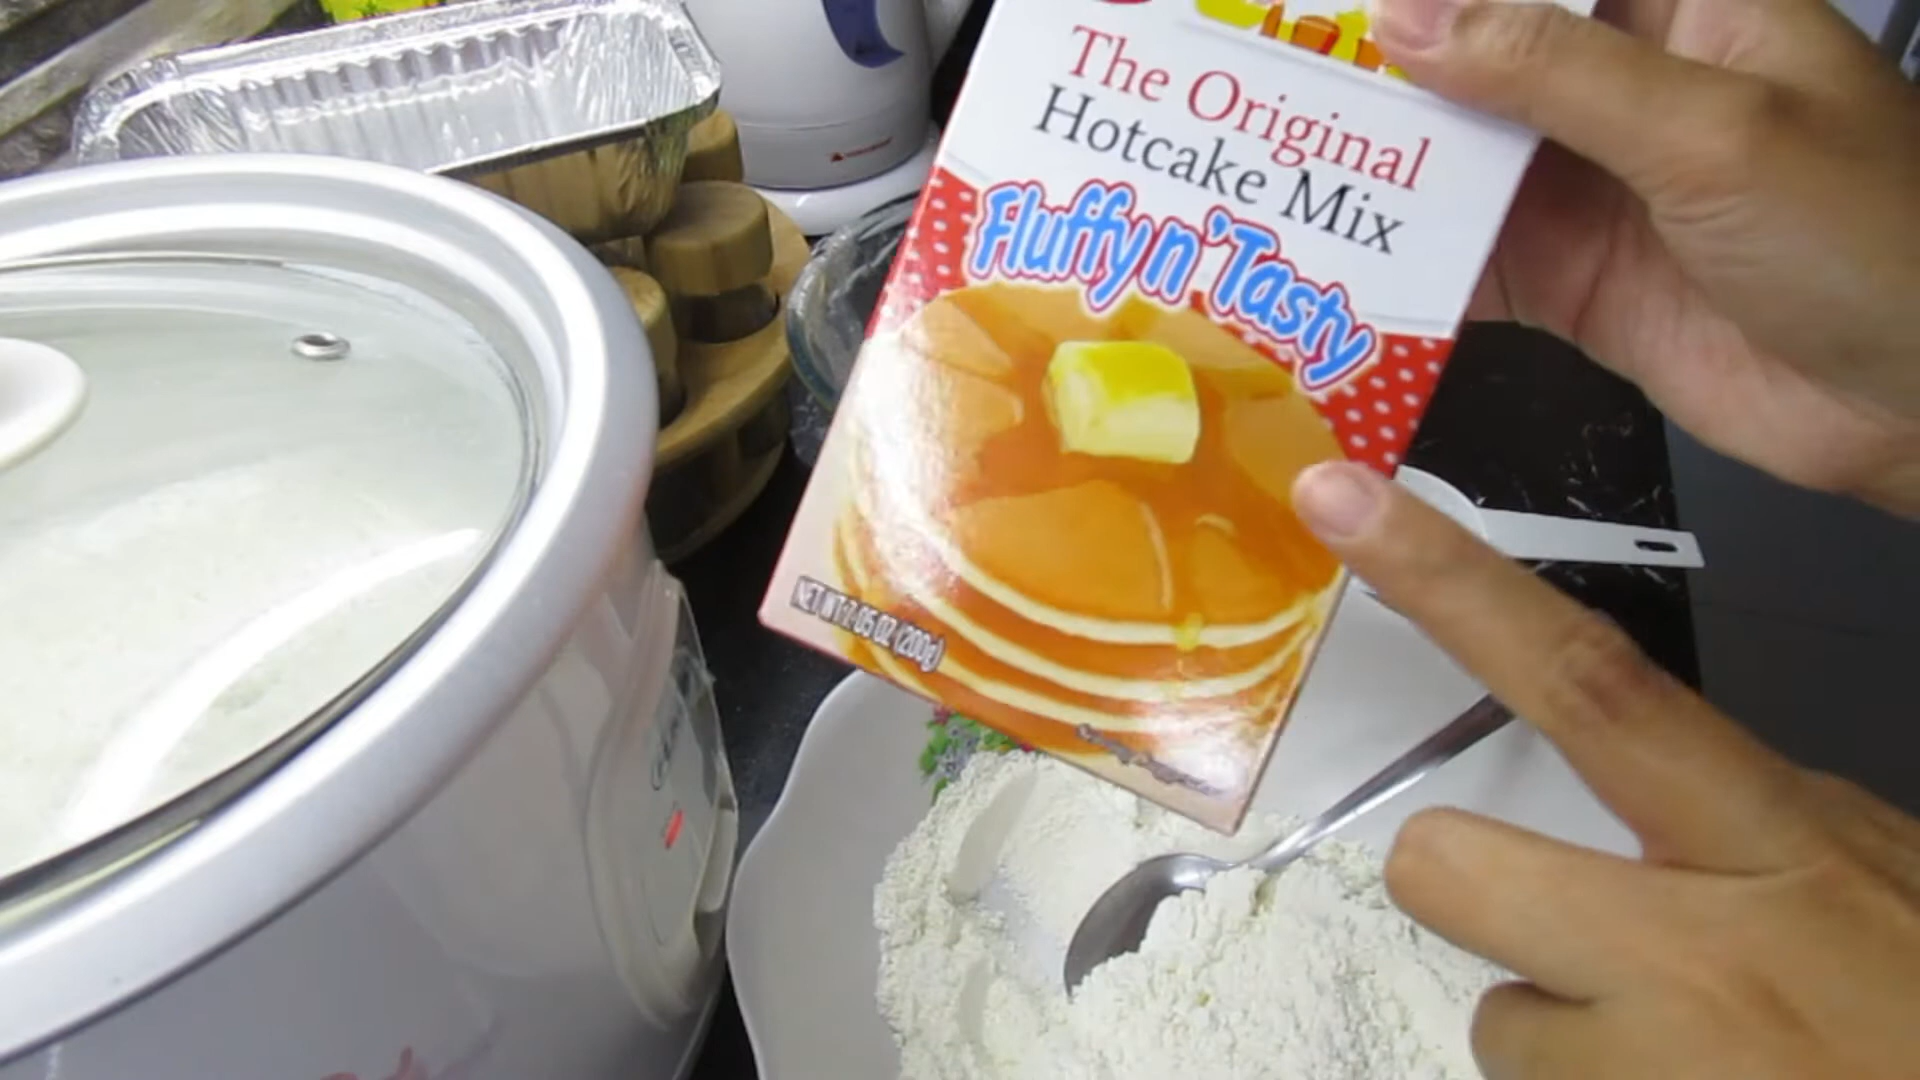 The Original
Hotcake Mix
Fluffy n' Tasty
NET WT 7.05 OZ (200g)